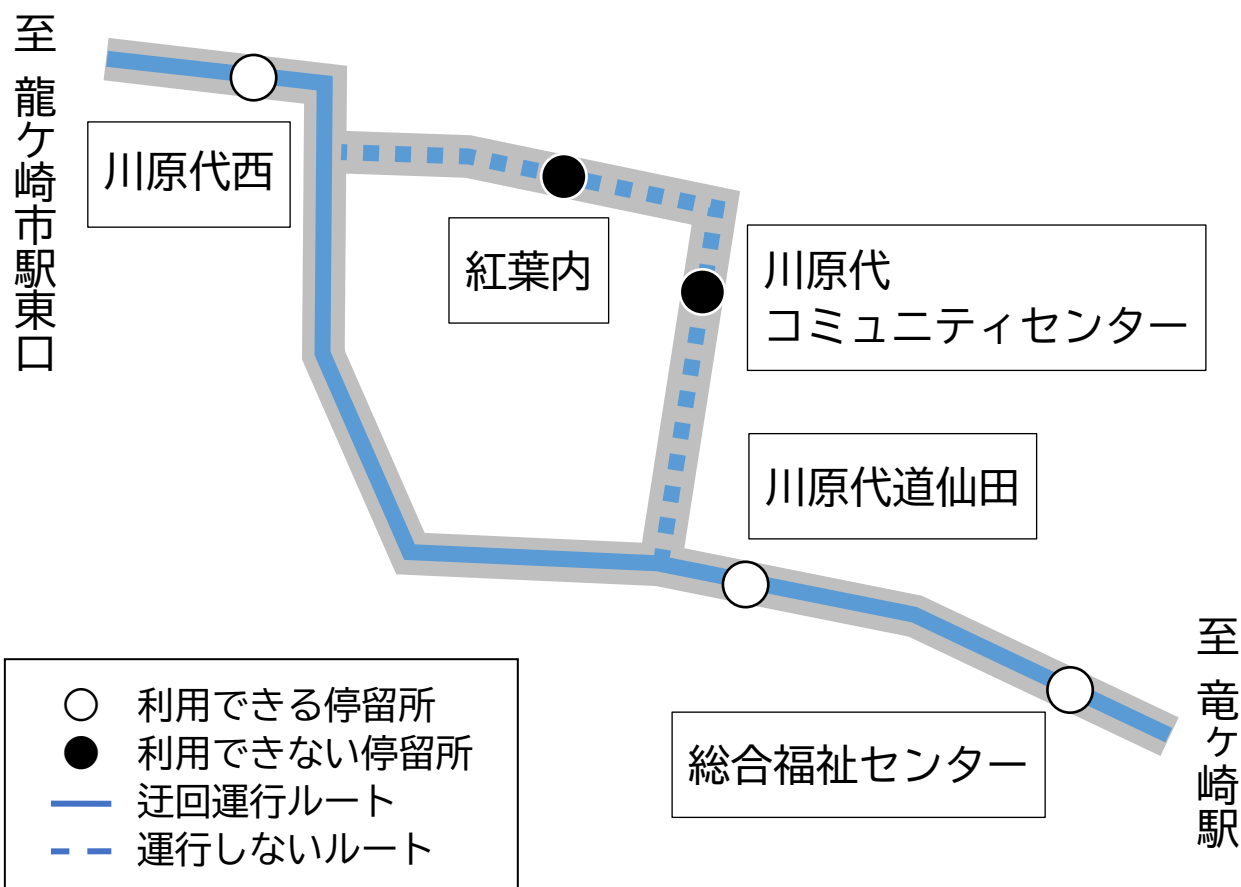 至 龍ケ崎市駅東口
川原代西
紅葉内
川原代
コミュニティセンター
川原代道仙田
総合福祉センター
至 竜ヶ崎駅
○ 利用できる停留所
● 利用できない停留所
迂回運行ルート
運行しないルート